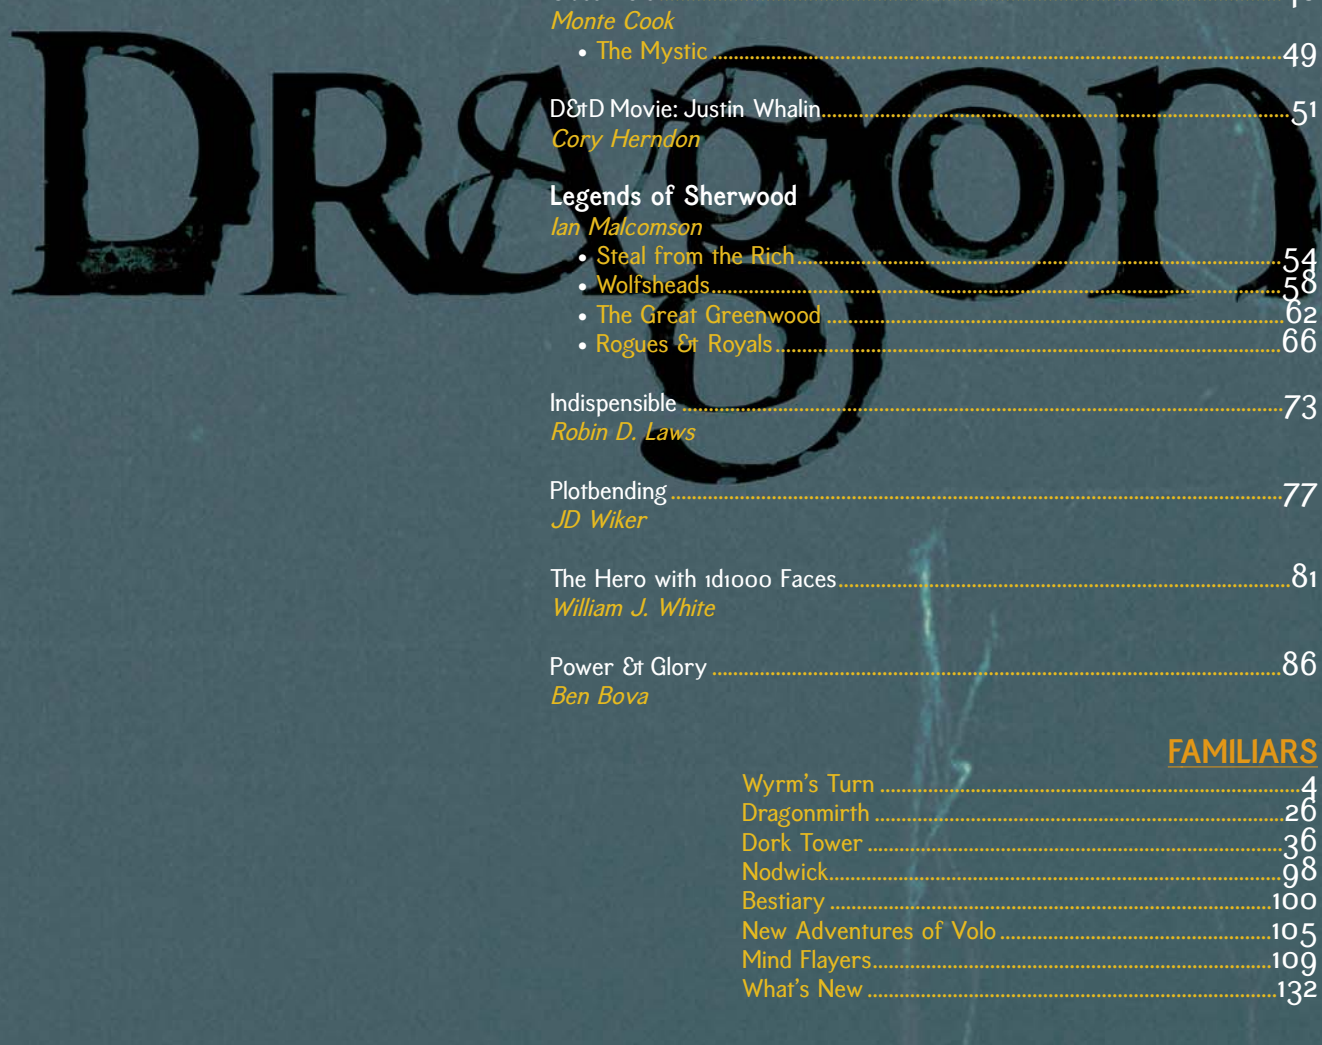 Monte Cook
• The Mystic ........ 49
DRAGON
D&D Movie: Justin Whalin ........ 51
Cory Herndon
Legends of Sherwood
Ian Malcomson
• Steal from the Rich ........ 54
• Wolfsheads ........ 58
• The Great Greenwood ........ 62
• Rogues & Royals ........ 66
Indispensible ........ 73
Robin D. Laws
Plotbending ........ 77
JD Wiker
The Hero with 1d1000 Faces ........ 81
William J. White
Power & Glory ........ 86
Ben Bova
FAMILIARS
Wyrm's Turn ........ 4
Dragonmirth ........ 26
Dork Tower ........ 36
Nodwick ........ 98
Bestiary ........ 100
New Adventures of Volo ........ 105
Mind Flayers ........ 109
What's New ........ 132